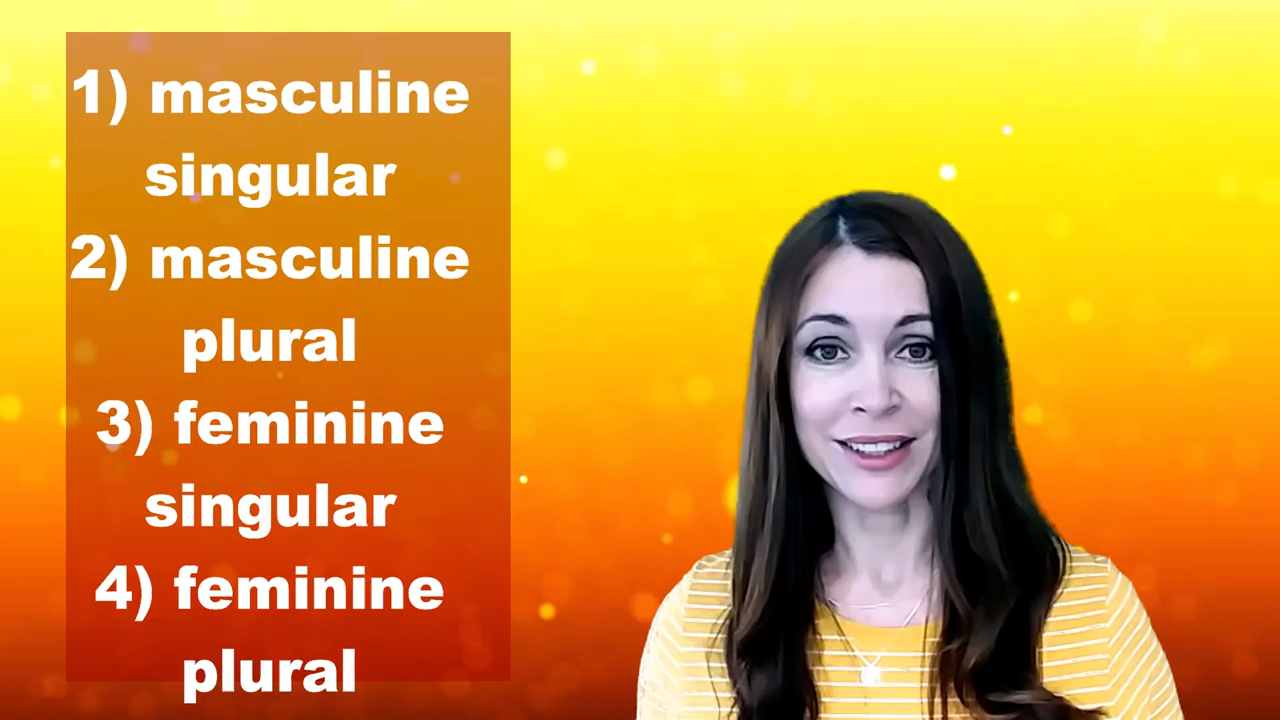 1) masculine
singular
2) masculine
plural
3) feminine
singular
4) feminine
plural